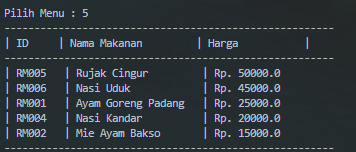 Pilih Menu : 5
--------------------------------------------------
| ID     | Nama Makanan        | Harga          |
--------------------------------------------------
| RM005  | Rujak Cingur        | Rp. 50000.0
| RM006  | Nasi Uduk           | Rp. 45000.0
| RM001  | Ayam Goreng Padang  | Rp. 25000.0
| RM004  | Nasi Kandar         | Rp. 20000.0
| RM002  | Mie Ayam Bakso      | Rp. 15000.0
--------------------------------------------------